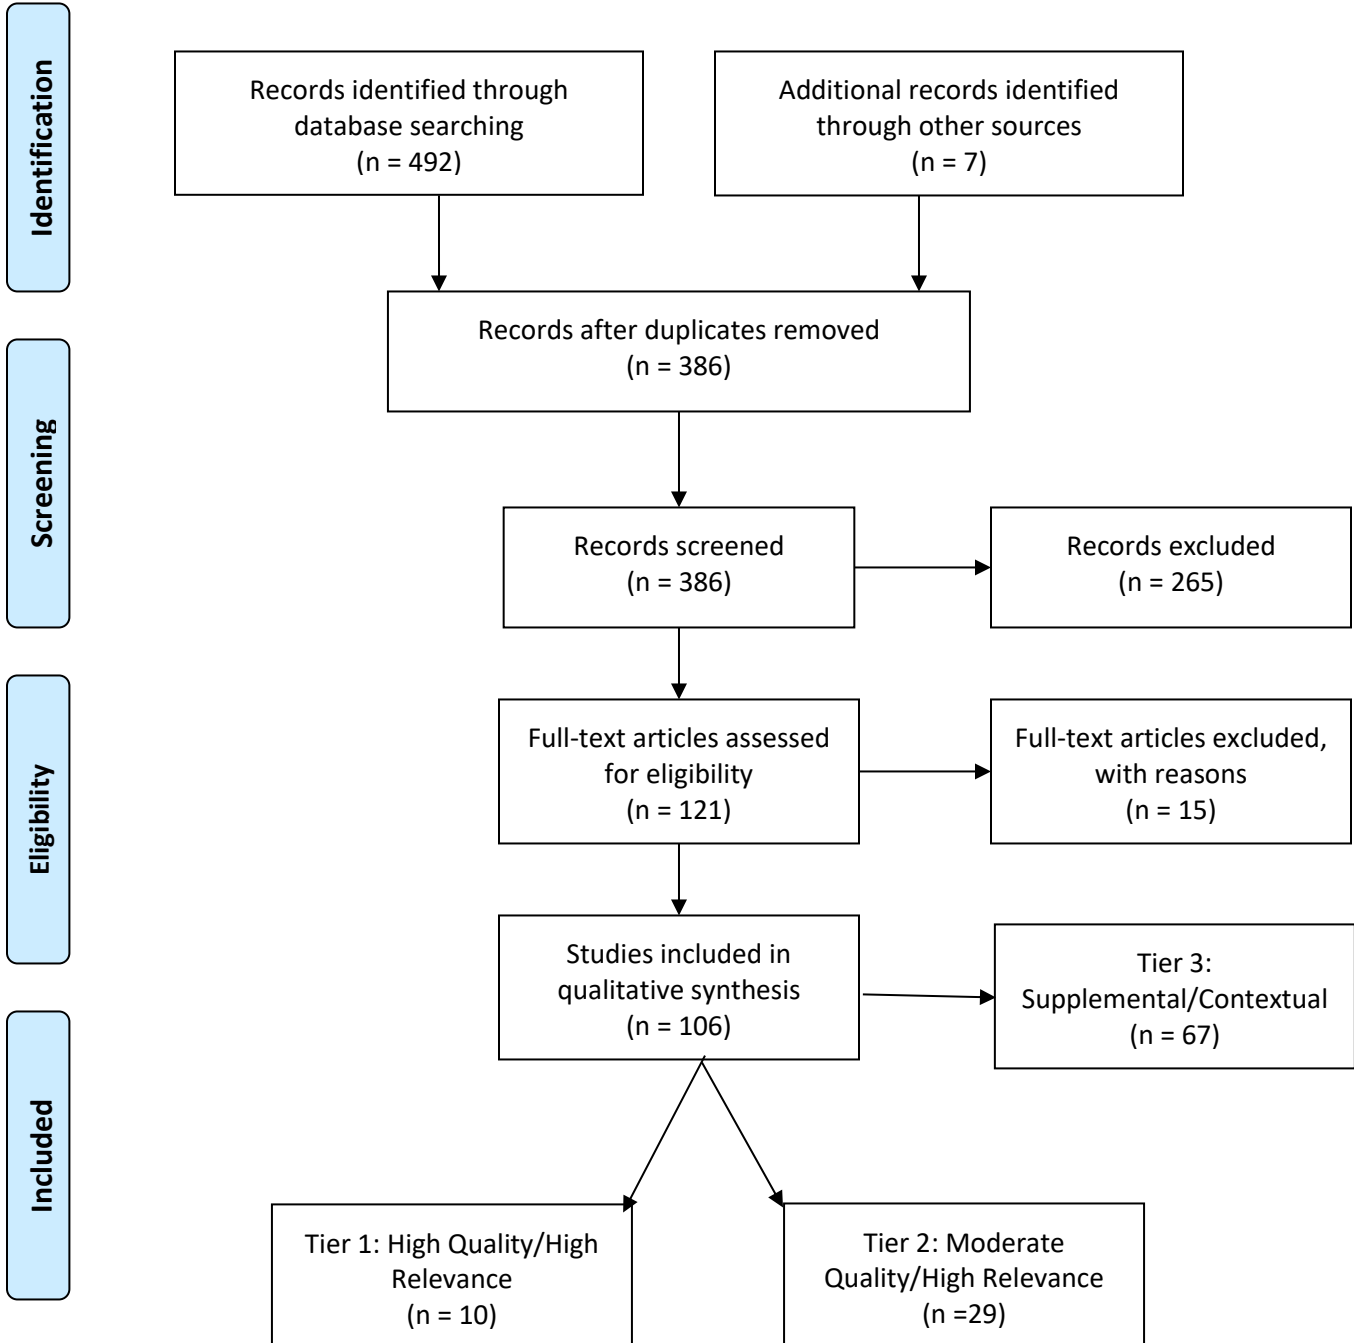 Identification
Records identified through
database searching
(n = 492)
Additional records identified
through other sources
(n = 7)
Records after duplicates removed
(n = 386)
Screening
Records screened
(n = 386)
Records excluded
(n = 265)
Eligibility
Full-text articles assessed
for eligibility
(n = 121)
Full-text articles excluded,
with reasons
(n = 15)
Studies included in
qualitative synthesis
(n = 106)
Tier 3:
Supplemental/Contextual
(n = 67)
Included
Tier 1: High Quality/High
Relevance
(n = 10)
Tier 2: Moderate
Quality/High Relevance
(n =29)